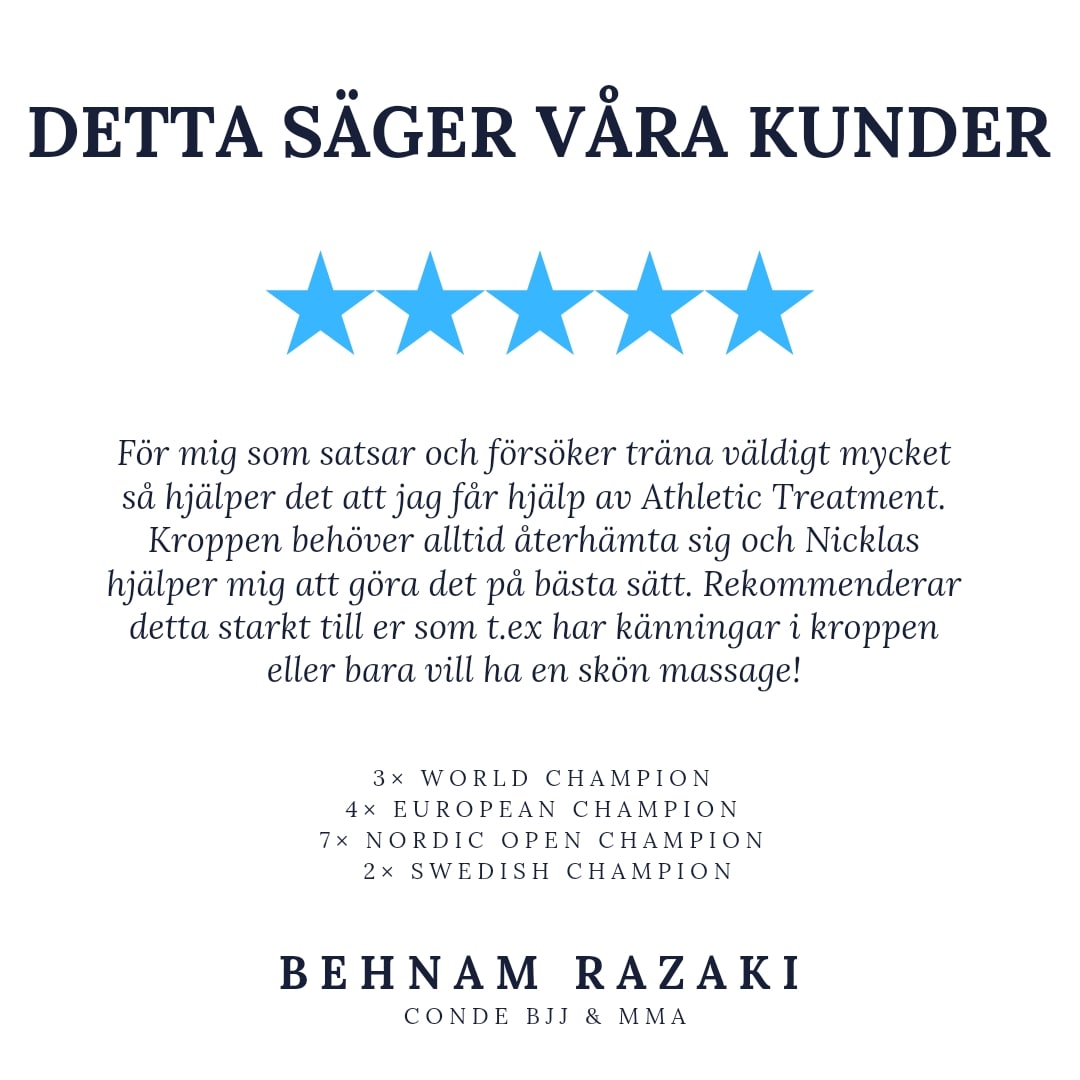 DETTA SÄGER VÅRA KUNDER
För mig som satsar och försöker träna väldigt mycket
så hjälper det att jag får hjälp av Athletic Treatment.
Kroppen behöver alltid återhämta sig och Nicklas
hjälper mig att göra det på bästa sätt. Rekommenderar
detta starkt till er som t.ex har känningar i kroppen
eller bara vill ha en skön massage!
3× WORLD CHAMPION
4× EUROPEAN CHAMPION
7× NORDIC OPEN CHAMPION
2× SWEDISH CHAMPION
BEHNAM RAZAKI
CONDE BJJ & MMA